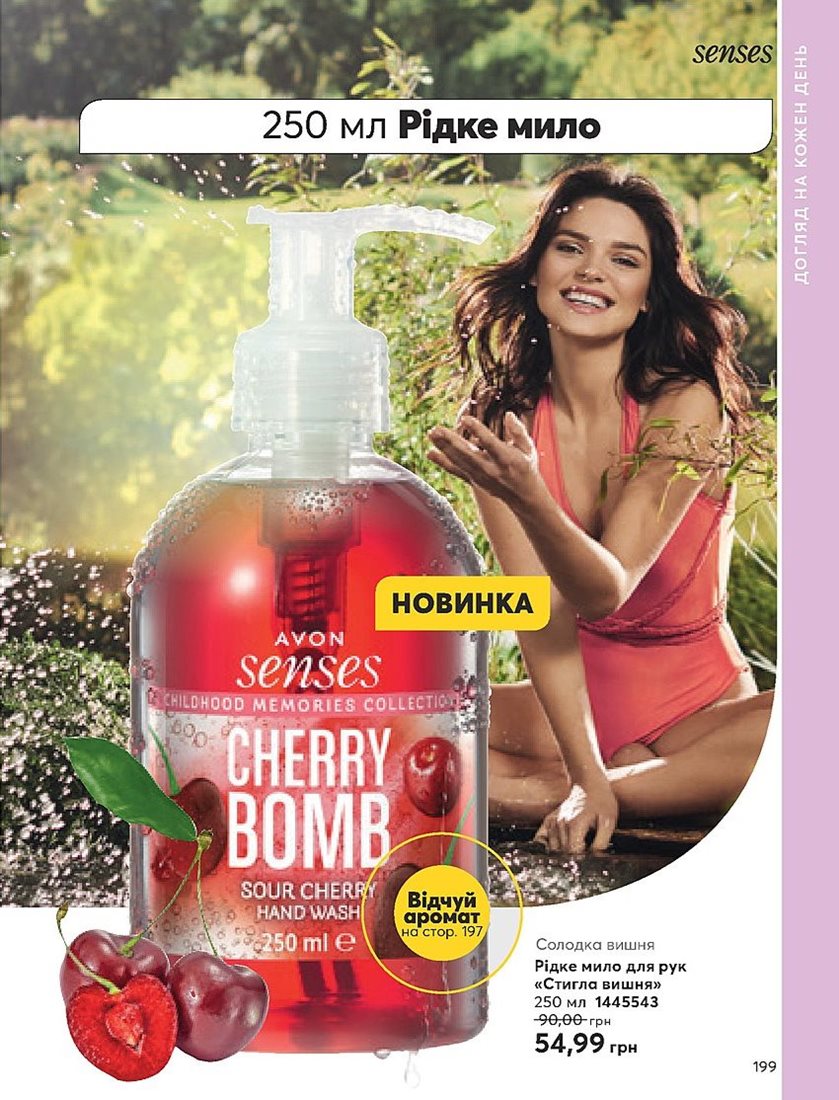 senses
250 мл Рідке мило
ДОГЛЯД НА КОЖЕН ДЕНЬ
НОВИНКА
AVON
senses
CHILDHOOD MEMORIES COLLECTIO
CHERRY
BOMB
SOUR CHERRY
HAND WASH
250 ml e
Відчуй
аромат
на стор. 197
Солодка вишня
Рідке мило для рук
«Стигла вишня»
250 мл 1445543
90,00 грн
54,99 грн
199